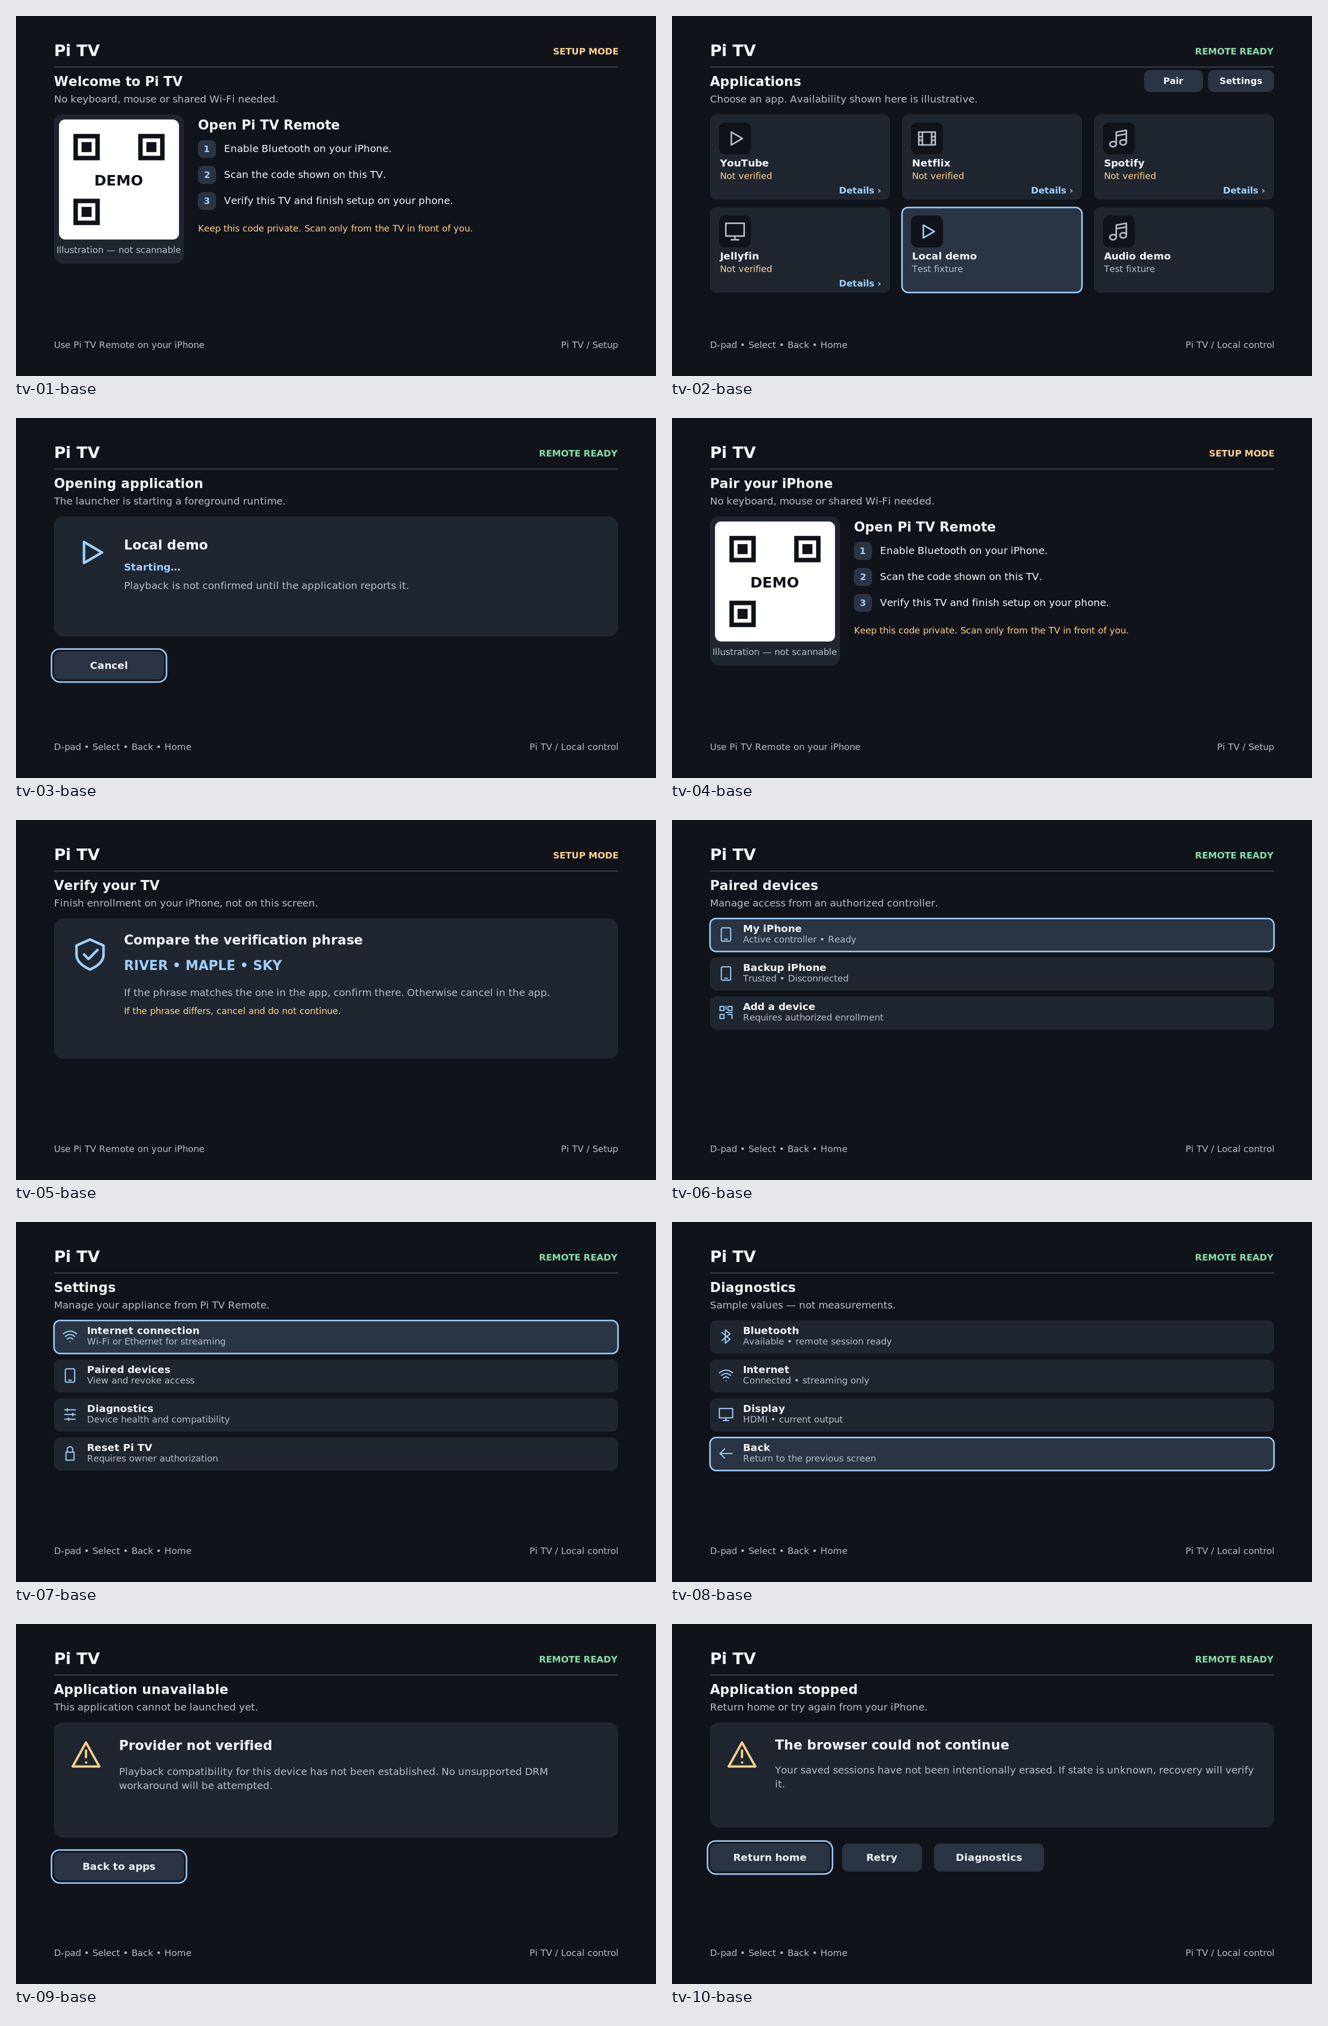 Pi TV
SETUP MODE
Welcome to Pi TV
No keyboard, mouse or shared Wi-Fi needed.
DEMO
Illustration — not scannable
Open Pi TV Remote
1 Enable Bluetooth on your iPhone.
2 Scan the code shown on this TV.
3 Verify this TV and finish setup on your phone.
Keep this code private. Scan only from the TV in front of you.
Use Pi TV Remote on your iPhone
Pi TV / Setup
tv-01-base
Pi TV
REMOTE READY
Applications
Pair
Settings
Choose an app. Availability shown here is illustrative.
YouTube
Not verified
Details ›
Netflix
Not verified
Details ›
Spotify
Not verified
Details ›
Jellyfin
Not verified
Details ›
Local demo
Test fixture
Audio demo
Test fixture
D-pad • Select • Back • Home
Pi TV / Local control
tv-02-base
Pi TV
REMOTE READY
Opening application
The launcher is starting a foreground runtime.
Local demo
Starting…
Playback is not confirmed until the application reports it.
Cancel
D-pad • Select • Back • Home
Pi TV / Local control
tv-03-base
Pi TV
SETUP MODE
Pair your iPhone
No keyboard, mouse or shared Wi-Fi needed.
DEMO
Illustration — not scannable
Open Pi TV Remote
1 Enable Bluetooth on your iPhone.
2 Scan the code shown on this TV.
3 Verify this TV and finish setup on your phone.
Keep this code private. Scan only from the TV in front of you.
Use Pi TV Remote on your iPhone
Pi TV / Setup
tv-04-base
Pi TV
SETUP MODE
Verify your TV
Finish enrollment on your iPhone, not on this screen.
Compare the verification phrase
RIVER • MAPLE • SKY
If the phrase matches the one in the app, confirm there. Otherwise cancel in the app.
If the phrase differs, cancel and do not continue.
Use Pi TV Remote on your iPhone
Pi TV / Setup
tv-05-base
Pi TV
REMOTE READY
Paired devices
Manage access from an authorized controller.
My iPhone
Active controller • Ready
Backup iPhone
Trusted • Disconnected
Add a device
Requires authorized enrollment
D-pad • Select • Back • Home
Pi TV / Local control
tv-06-base
Pi TV
REMOTE READY
Settings
Manage your appliance from Pi TV Remote.
Internet connection
Wi-Fi or Ethernet for streaming
Paired devices
View and revoke access
Diagnostics
Device health and compatibility
Reset Pi TV
Requires owner authorization
D-pad • Select • Back • Home
Pi TV / Local control
tv-07-base
Pi TV
REMOTE READY
Diagnostics
Sample values — not measurements.
Bluetooth
Available • remote session ready
Internet
Connected • streaming only
Display
HDMI • current output
Back
Return to the previous screen
D-pad • Select • Back • Home
Pi TV / Local control
tv-08-base
Pi TV
REMOTE READY
Application unavailable
This application cannot be launched yet.
Provider not verified
Playback compatibility for this device has not been established. No unsupported DRM
workaround will be attempted.
Back to apps
D-pad • Select • Back • Home
Pi TV / Local control
tv-09-base
Pi TV
REMOTE READY
Application stopped
Return home or try again from your iPhone.
The browser could not continue
Your saved sessions have not been intentionally erased. If state is unknown, recovery will verify
it.
Return home
Retry
Diagnostics
D-pad • Select • Back • Home
Pi TV / Local control
tv-10-base